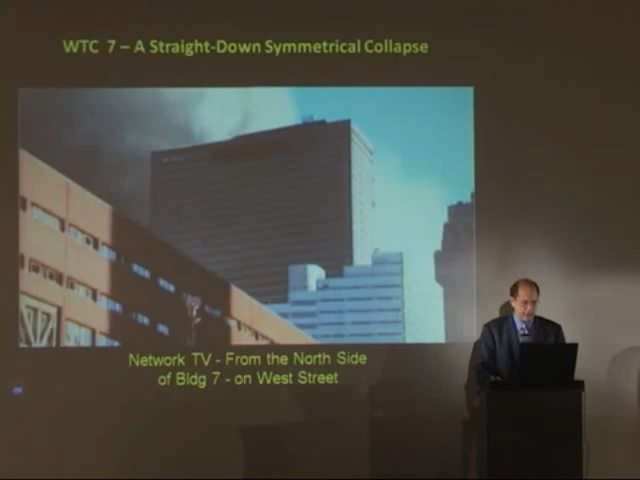 WTC 7 – A Straight-Down Symmetrical Collapse
Network TV - From the North Side
of Bldg 7 - on West Street